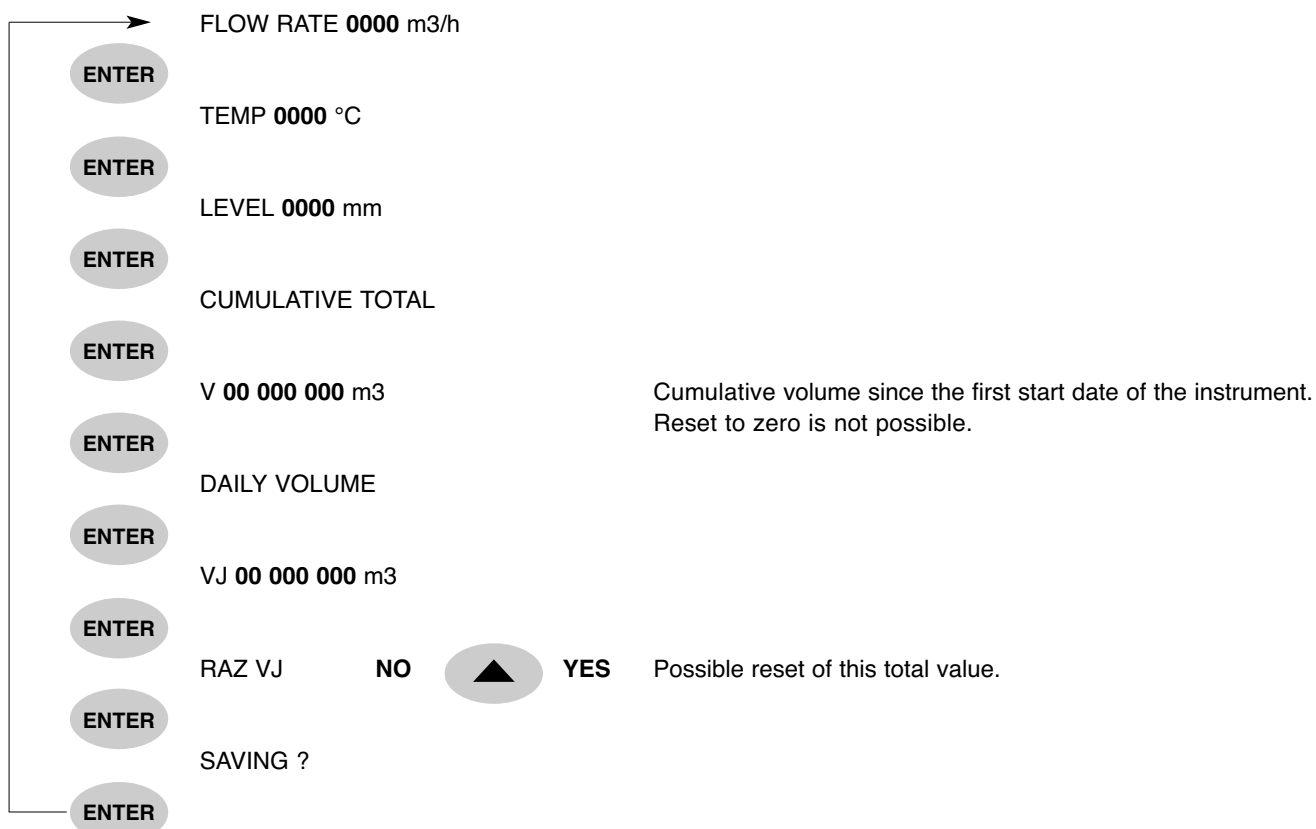 FLOW RATE 0000 m3/h
ENTER
TEMP 0000 °C
ENTER
LEVEL 0000 mm
ENTER
CUMULATIVE TOTAL
ENTER
V 00 000 000 m3 Cumulative volume since the first start date of the instrument.
Reset to zero is not possible.
ENTER
DAILY VOLUME
ENTER
VJ 00 000 000 m3
ENTER
RAZ VJ NO YES Possible reset of this total value.
ENTER
SAVING ?
ENTER